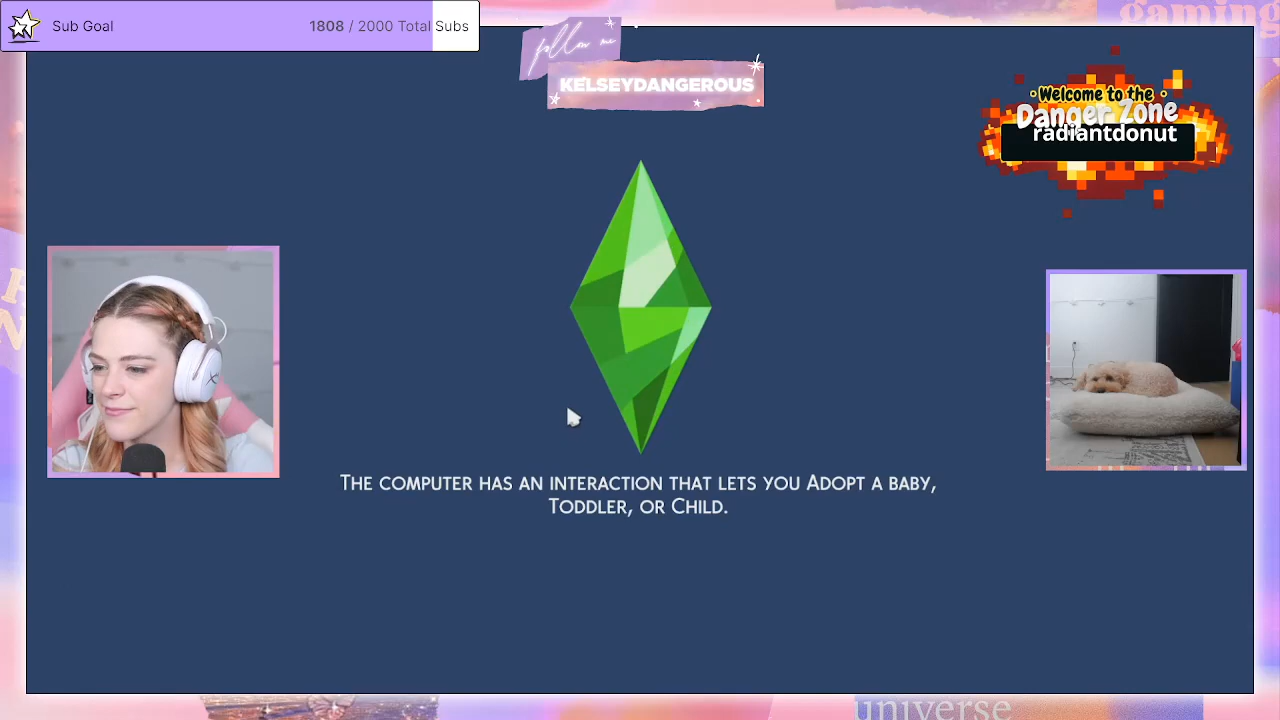 Sub Goal
1808 / 2000 Total Subs
follow me
KELSEYDANGEROUS
gaming
Welcome to the
Danger Zone
radiantdonut
THE COMPUTER HAS AN INTERACTION THAT LETS YOU ADOPT A BABY,
TODDLER, OR CHILD.
universe